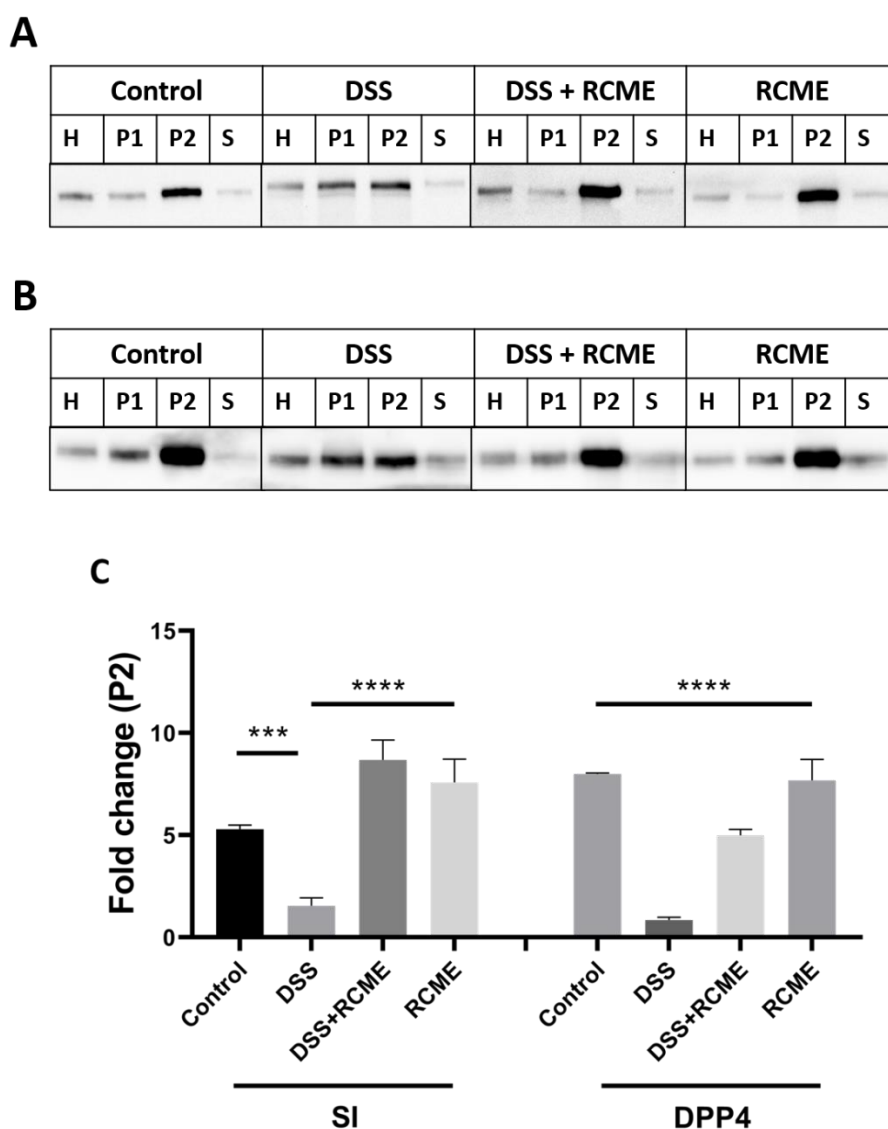 A
Control DSS DSS + RCME RCME
H P1 P2 S H P1 P2 S H P1 P2 S H P1 P2 S
B
Control DSS DSS + RCME RCME
H P1 P2 S H P1 P2 S H P1 P2 S H P1 P2 S
C
Fold change (P2)
15
10
5
0
*** **** ****
Control DSS DSS+RCME RCME Control DSS DSS+RCME RCME
SI DPP4